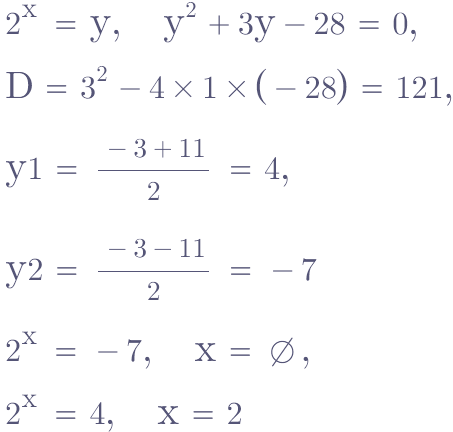 2^x = y, y^2 + 3y − 28 = 0,
D = 3^2 − 4 × 1 × (− 28) = 121,
y1 = (− 3 + 11)/2 = 4,
y2 = (− 3 − 11)/2 = − 7
2^x = − 7, x = ∅,
2^x = 4, x = 2